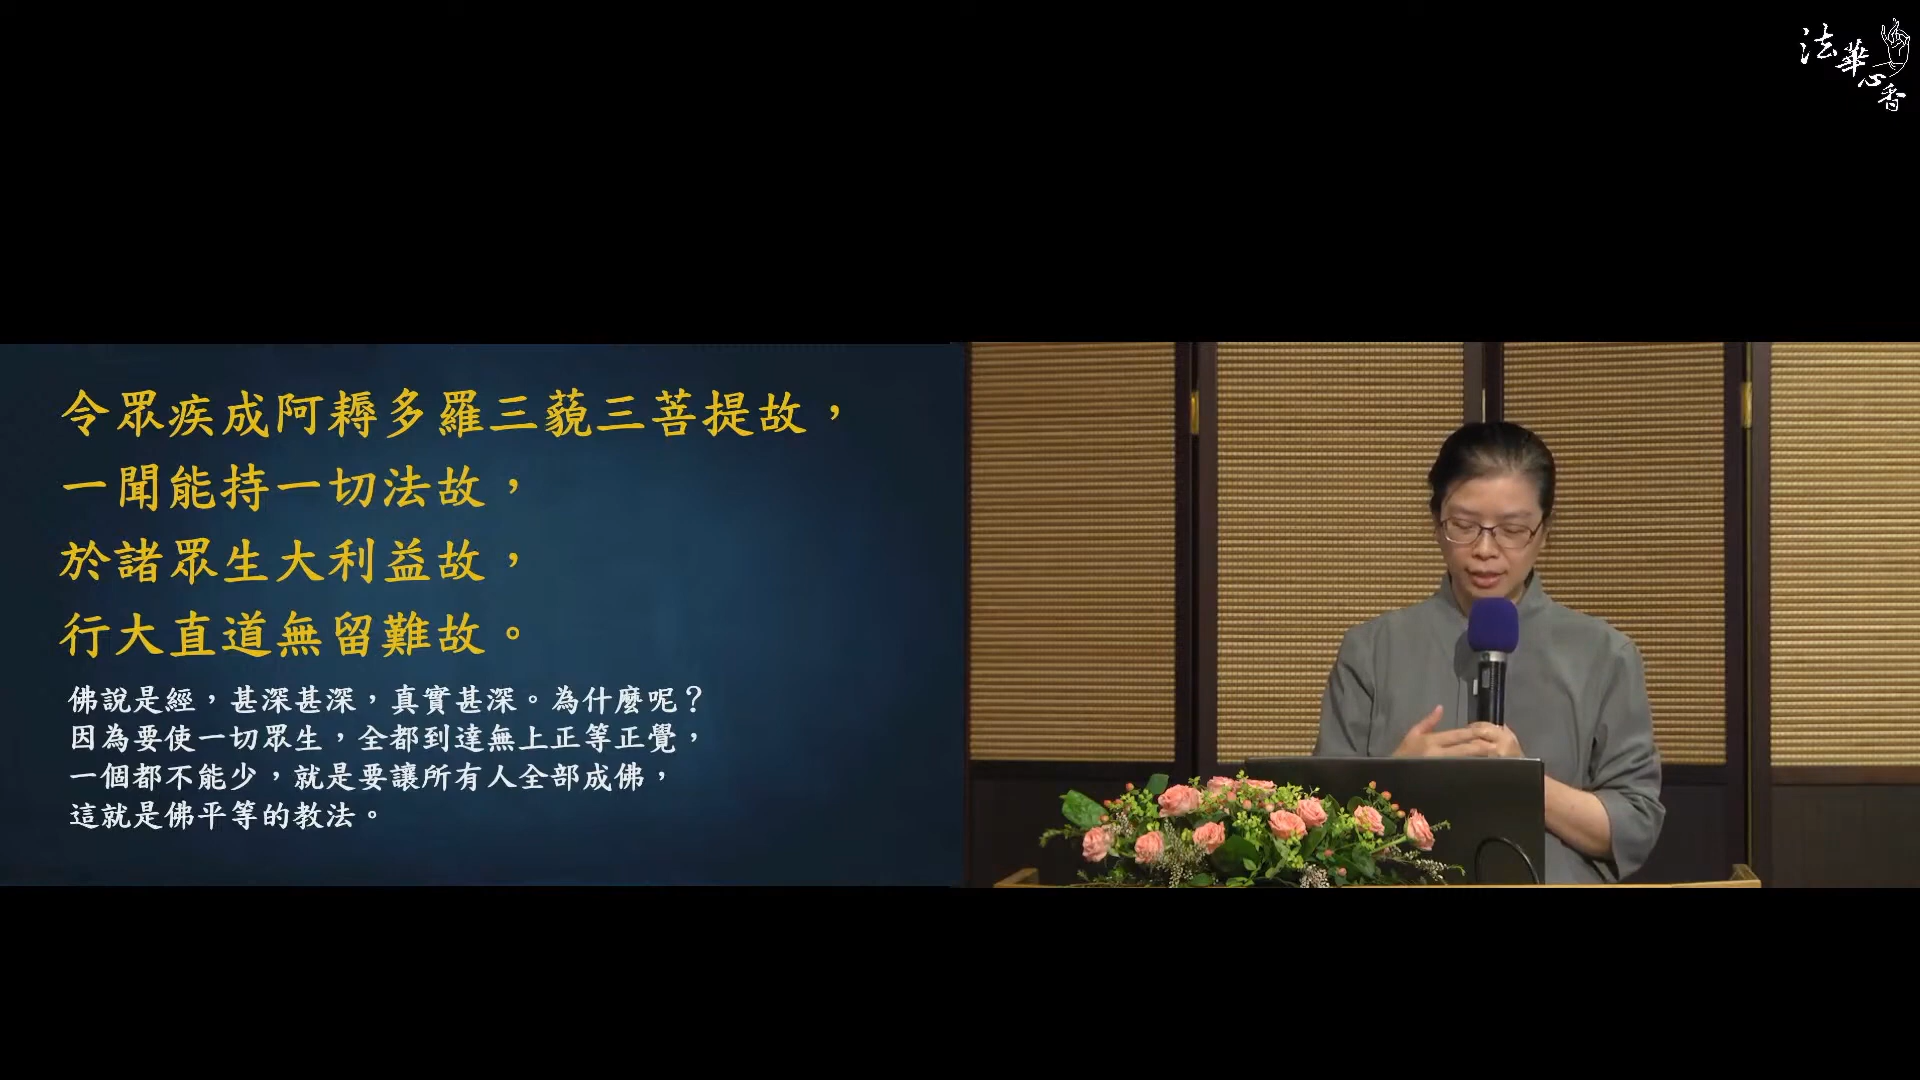 法華心香
令眾疾成阿耨多羅三藐三菩提故，
一聞能持一切法故，
於諸眾生大利益故，
行大直道無留難故。
佛說是經，甚深甚深，真實甚深。為什麼呢？
因為要使一切眾生，全都到達無上正等正覺，
一個都不能少，就是要讓所有人全部成佛，
這就是佛平等的教法。